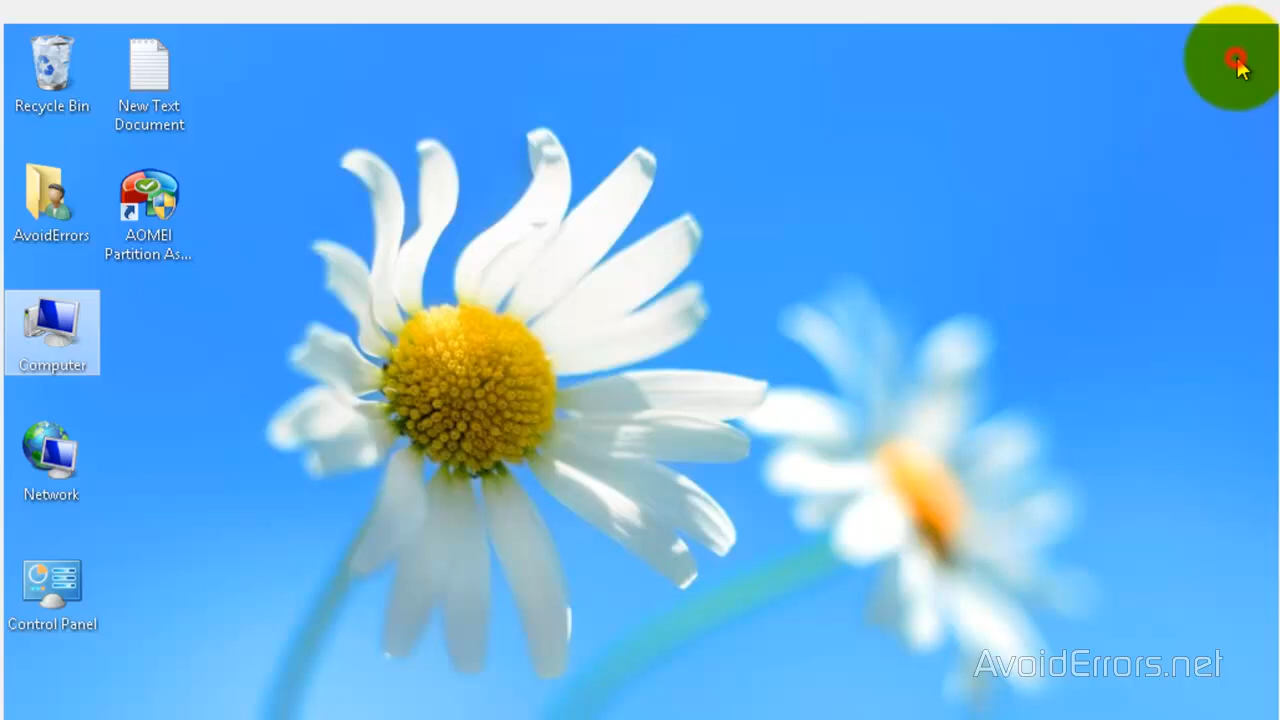 Recycle Bin
New Text
Document
AvoidErrors
AOMEI
Partition As...
Computer
Network
Control Panel
AvoidErrors.net